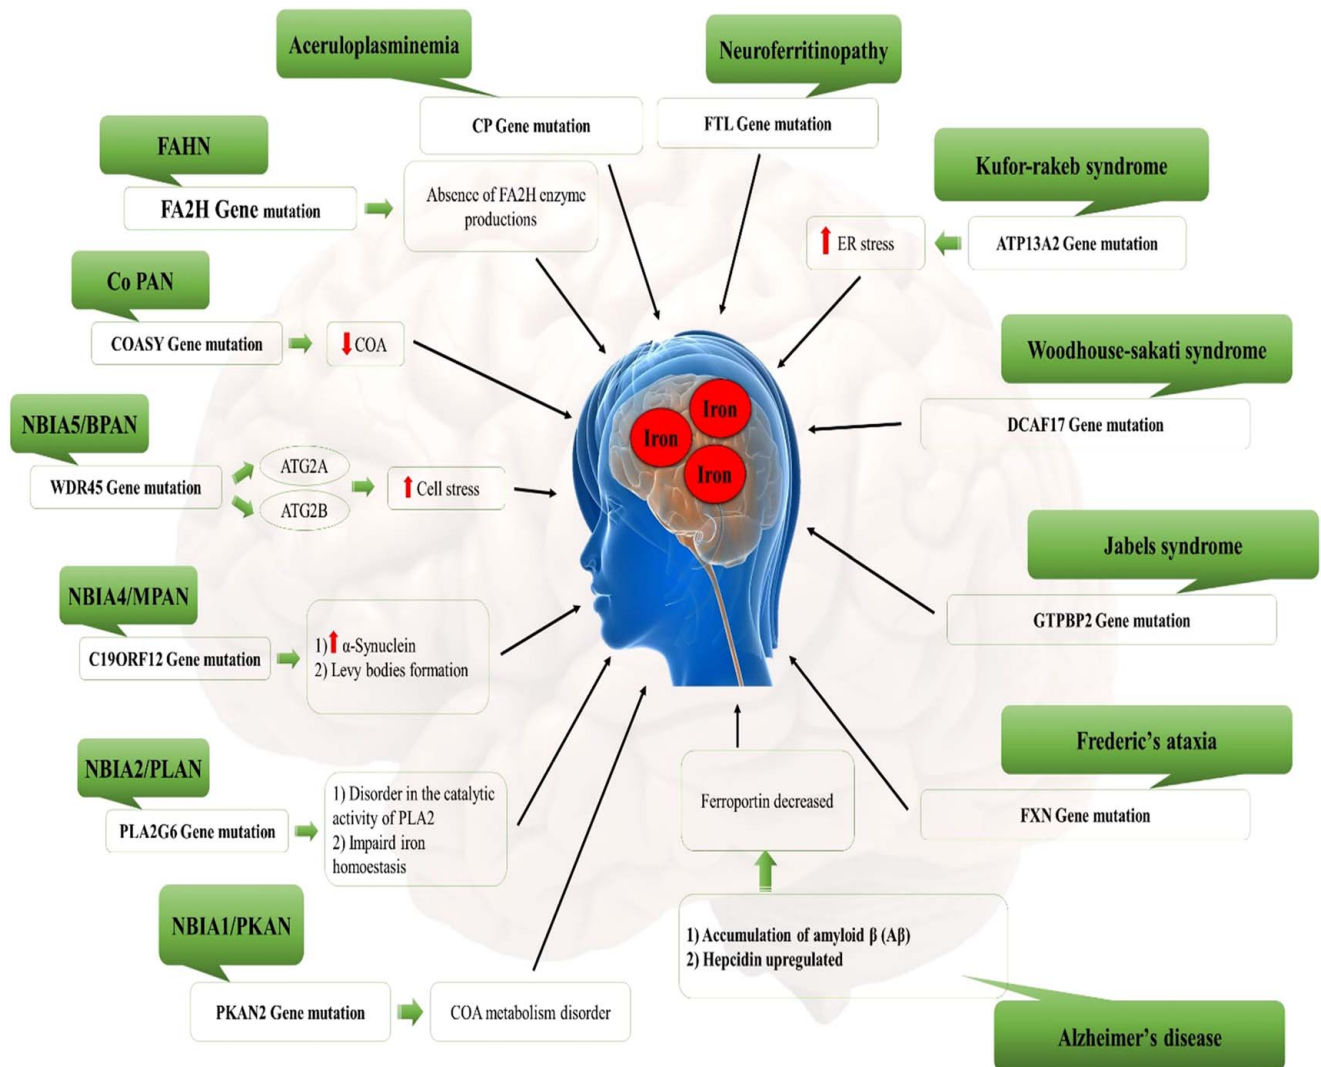 Aceruloplasminemia
CP Gene mutation
Neuroferritinopathy
FTL Gene mutation
FAHN
FA2H Gene mutation
Absence of FA2H enzyme
productions
Kufor-rakeb syndrome
ATP13A2 Gene mutation
ER stress
Co PAN
COASY Gene mutation
COA
Woodhouse-sakati syndrome
DCAF17 Gene mutation
NBIA5/BPAN
WDR45 Gene mutation
ATG2A
ATG2B
Cell stress
Iron
Iron
Iron
Jabels syndrome
GTPBP2 Gene mutation
NBIA4/MPAN
C19ORF12 Gene mutation
1) α-Synuclein
2) Levy bodies formation
Frederic’s ataxia
FXN Gene mutation
NBIA2/PLAN
PLA2G6 Gene mutation
1) Disorder in the catalytic
activity of PLA2
2) Impaird iron
homoestasis
Ferroportin decreased
1) Accumulation of amyloid β (Aβ)
2) Hepcidin upregulated
NBIA1/PKAN
PKAN2 Gene mutation
COA metabolism disorder
Alzheimer’s disease